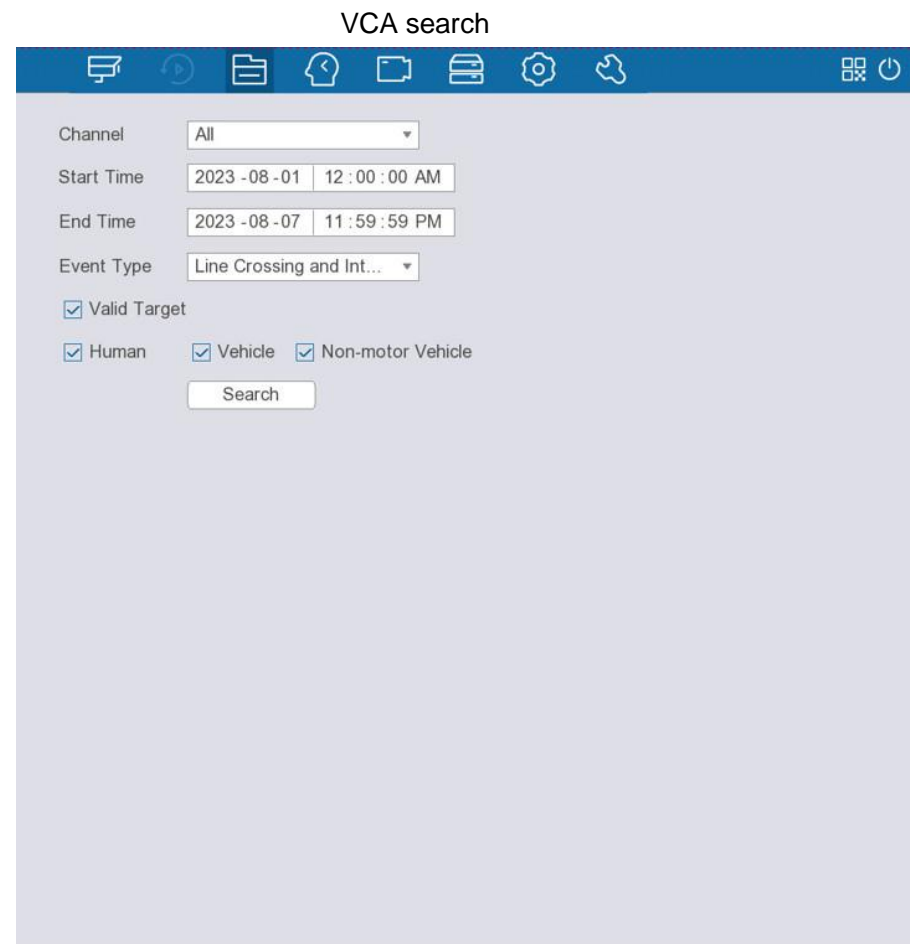 VCA search
Channel All
Start Time 2023 -08 -01 12 : 00 : 00 AM
End Time 2023 -08 -07 11 : 59 : 59 PM
Event Type Line Crossing and Int...
Valid Target
Human Vehicle Non-motor Vehicle
Search